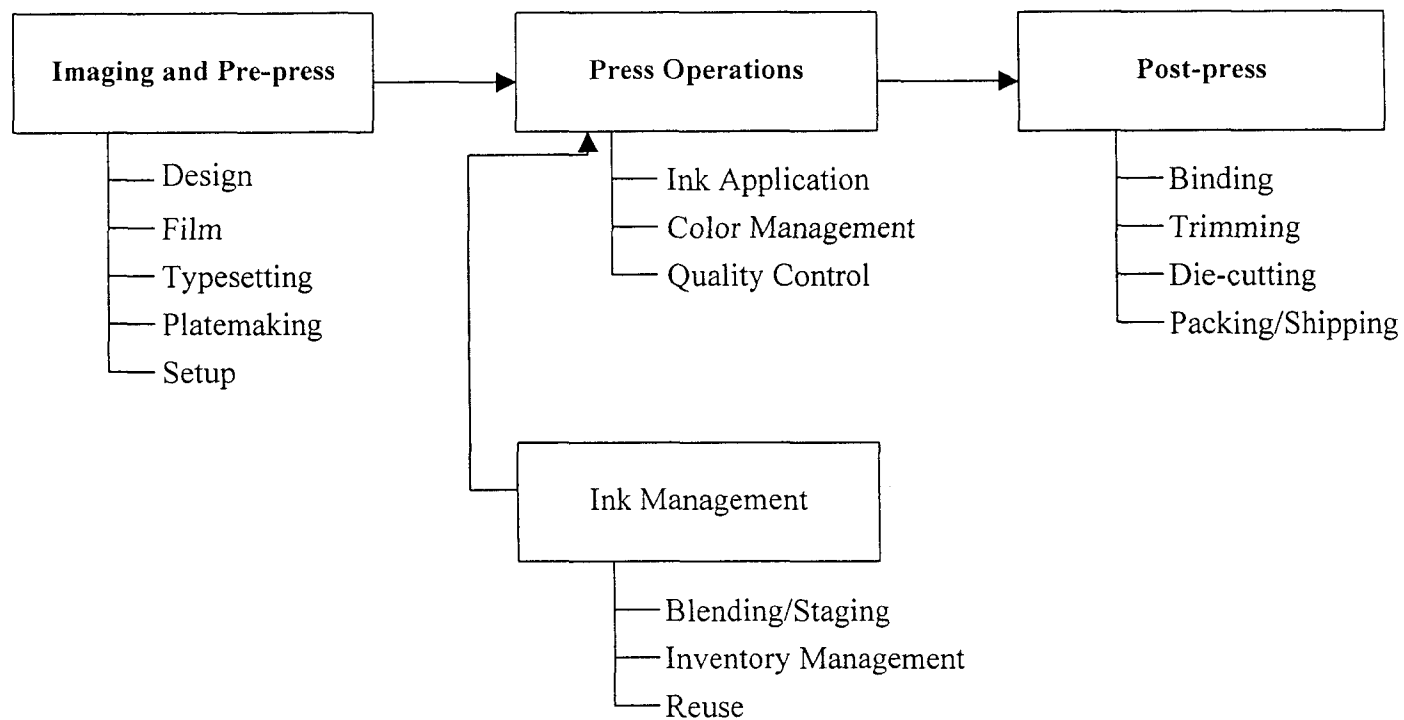 Imaging and Pre-press
Design
Film
Typesetting
Platemaking
Setup
Press Operations
Ink Application
Color Management
Quality Control
Post-press
Binding
Trimming
Die-cutting
Packing/Shipping
Ink Management
Blending/Staging
Inventory Management
Reuse